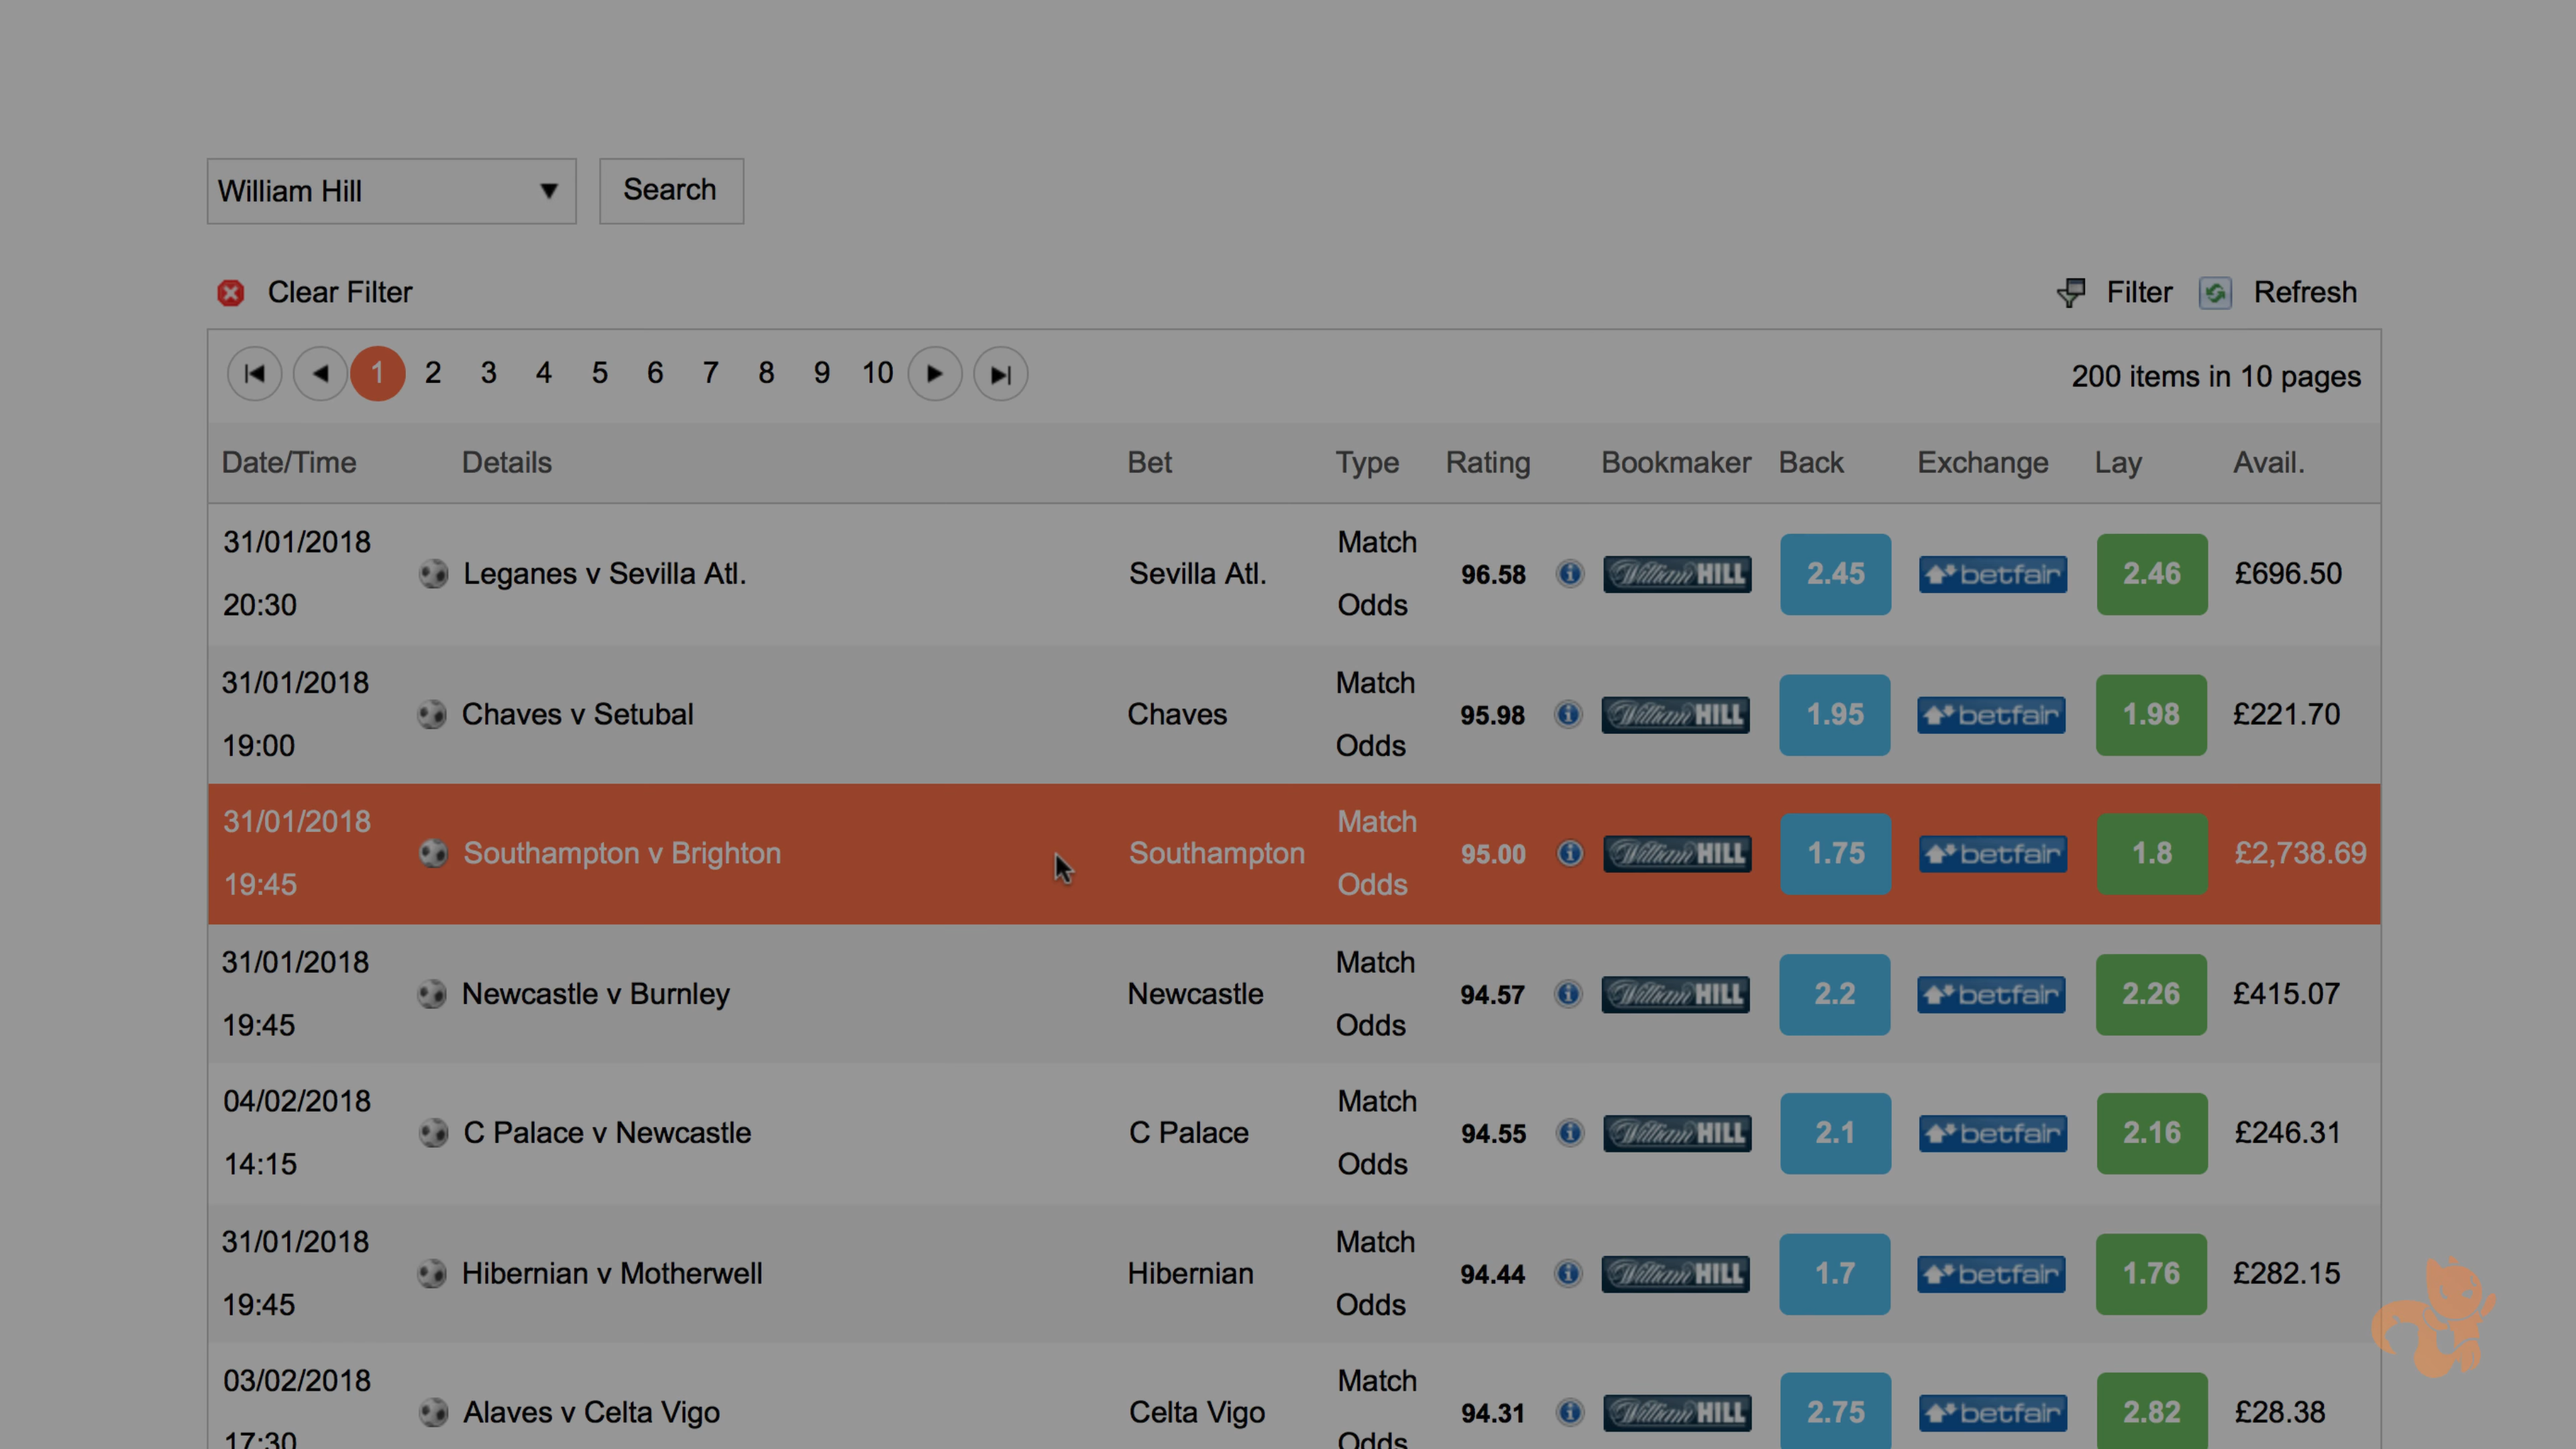 William Hill
Search
Clear Filter
Filter
Refresh
1 2 3 4 5 6 7 8 9 10
200 items in 10 pages
Date/Time Details Bet Type Rating Bookmaker Back Exchange Lay Avail.
31/01/2018 20:30 Leganes v Sevilla Atl. Sevilla Atl. Match Odds 96.58 William HILL 2.45 betfair 2.46 £696.50
31/01/2018 19:00 Chaves v Setubal Chaves Match Odds 95.98 William HILL 1.95 betfair 1.98 £221.70
31/01/2018 19:45 Southampton v Brighton Southampton Match Odds 95.00 William HILL 1.75 betfair 1.8 £2,738.69
31/01/2018 19:45 Newcastle v Burnley Newcastle Match Odds 94.57 William HILL 2.2 betfair 2.26 £415.07
04/02/2018 14:15 C Palace v Newcastle C Palace Match Odds 94.55 William HILL 2.1 betfair 2.16 £246.31
31/01/2018 19:45 Hibernian v Motherwell Hibernian Match Odds 94.44 William HILL 1.7 betfair 1.76 £282.15
03/02/2018 17:30 Alaves v Celta Vigo Celta Vigo Match Odds 94.31 William HILL 2.75 betfair 2.82 £28.38